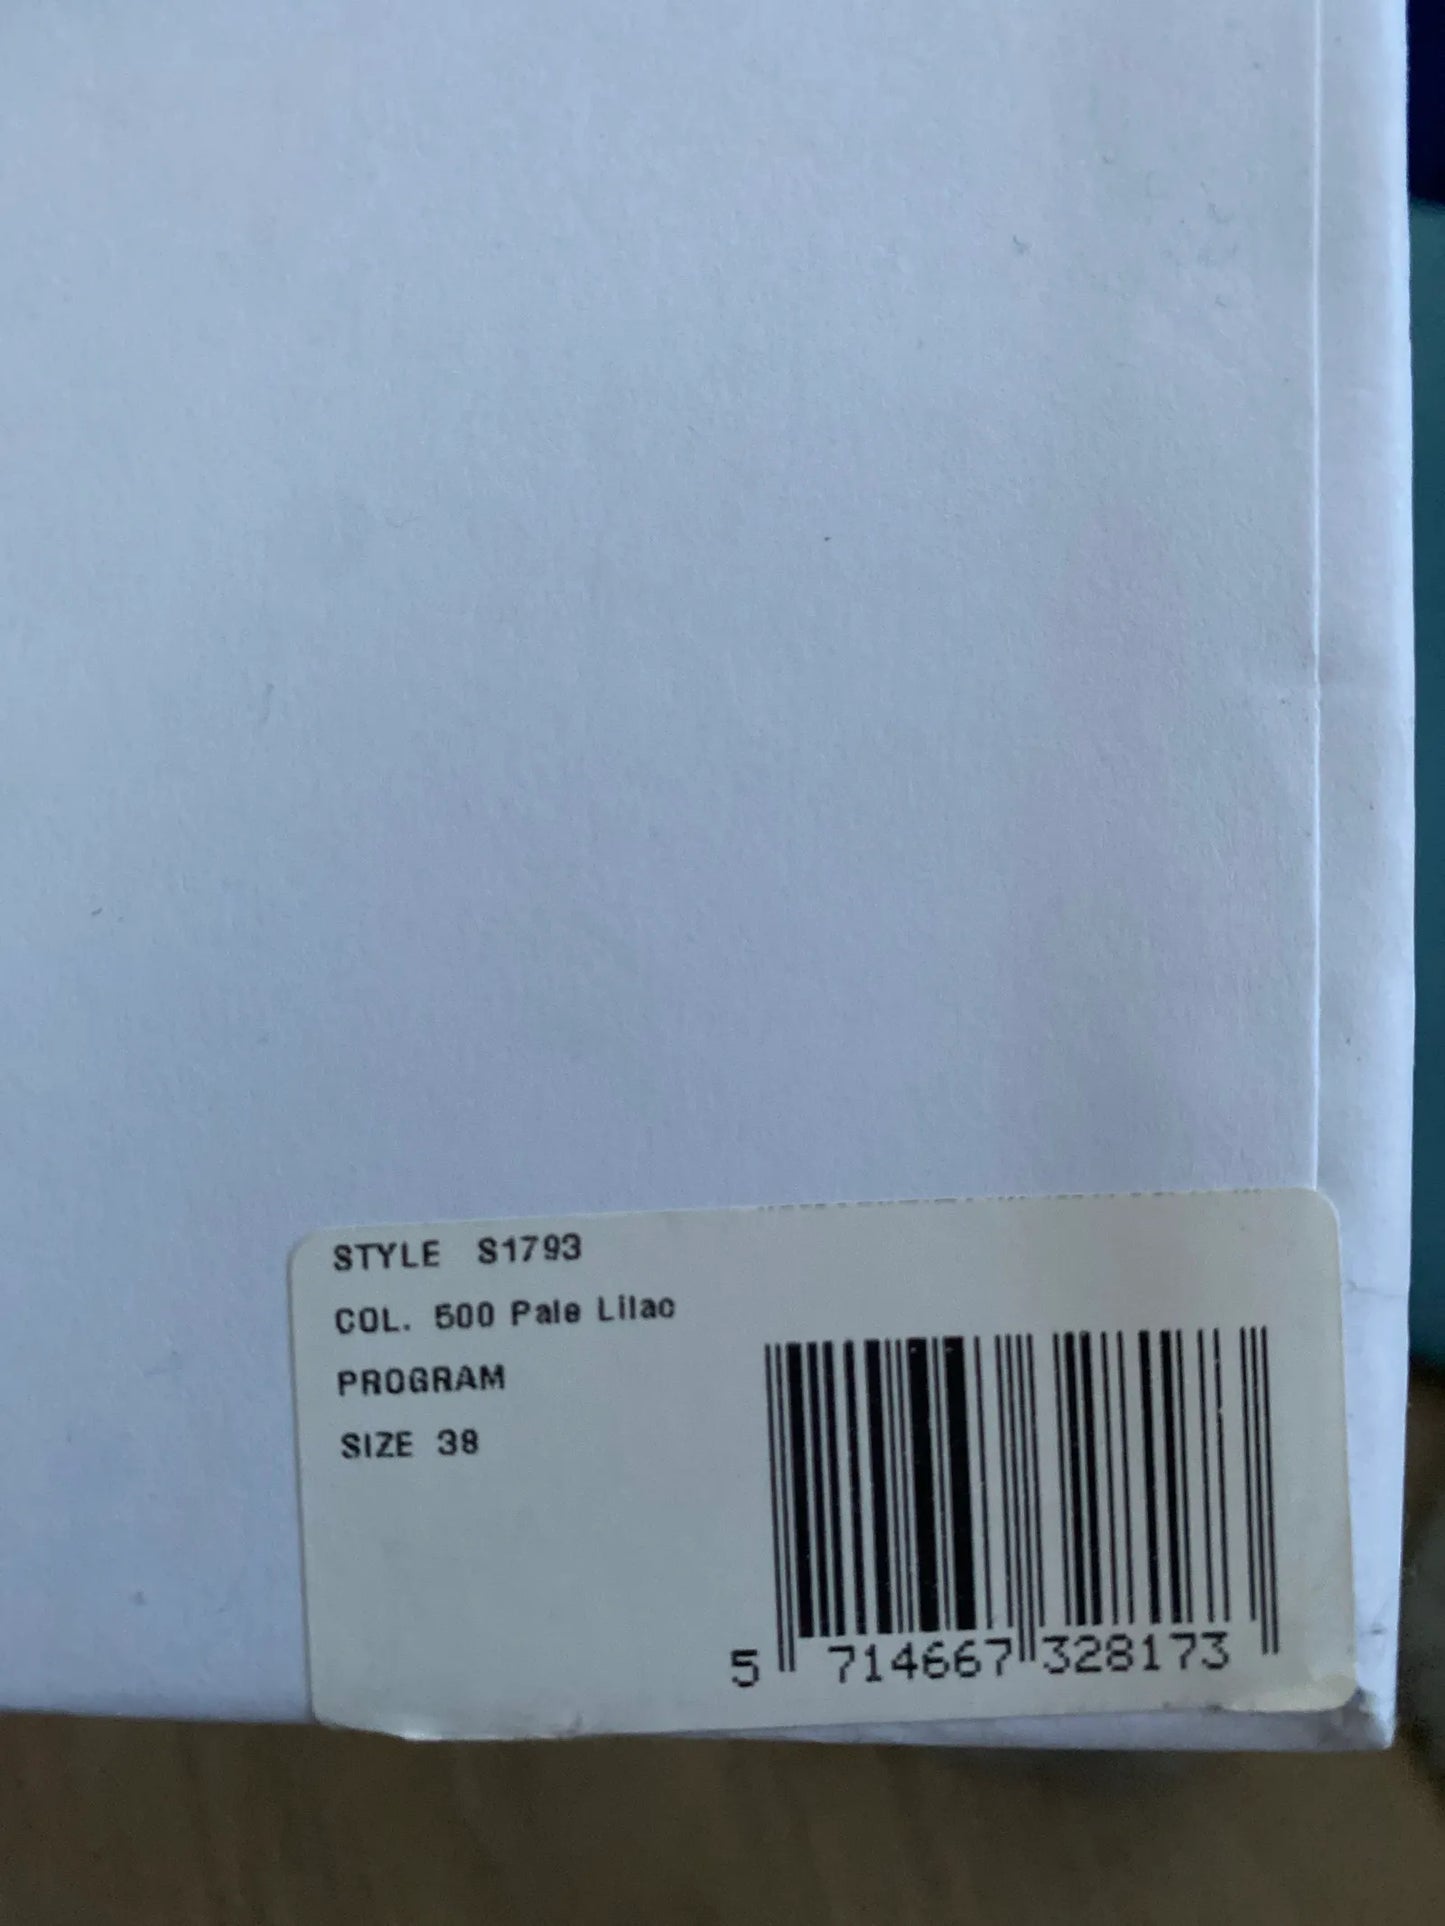 STYLE S1793
COL. 500 Pale Lilac
PROGRAM
SIZE 38
5 714667 328173